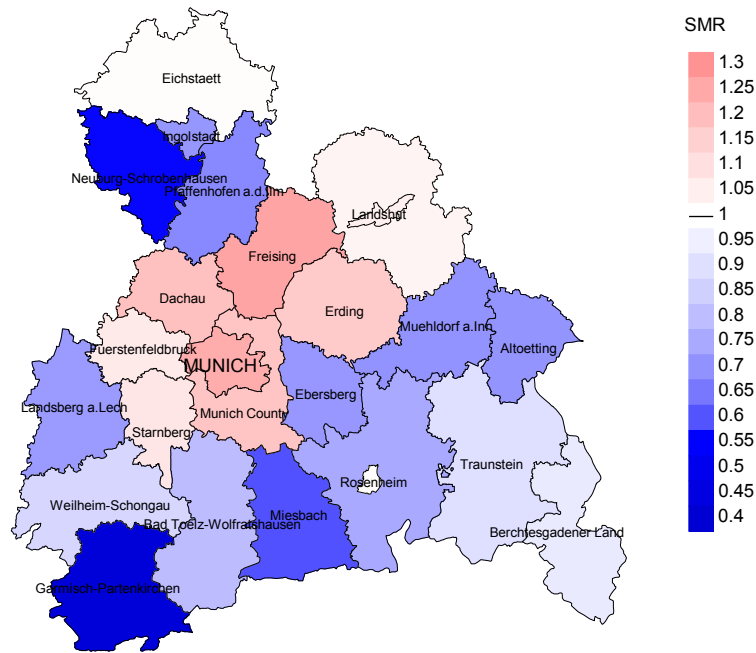 SMR
1.3
1.25
1.2
1.15
1.1
1.05
1
0.95
0.9
0.85
0.8
0.75
0.7
0.65
0.6
0.55
0.5
0.45
0.4
Eichstaett
Ingolstadt
Neuburg-Schrobenhausen
Pfaffenhofen a.d.Ilm
Landshut
Freising
Dachau
Erding
Muehldorf a.Inn
Altoetting
Fuerstenfeldbruck
MUNICH
Ebersberg
Landsberg a.Lech
Munich County
Starnberg
Traunstein
Rosenheim
Weilheim-Schongau
Miesbach
Bad Toelz-Wolfratshausen
Berchtesgadener Land
Garmisch-Partenkirchen